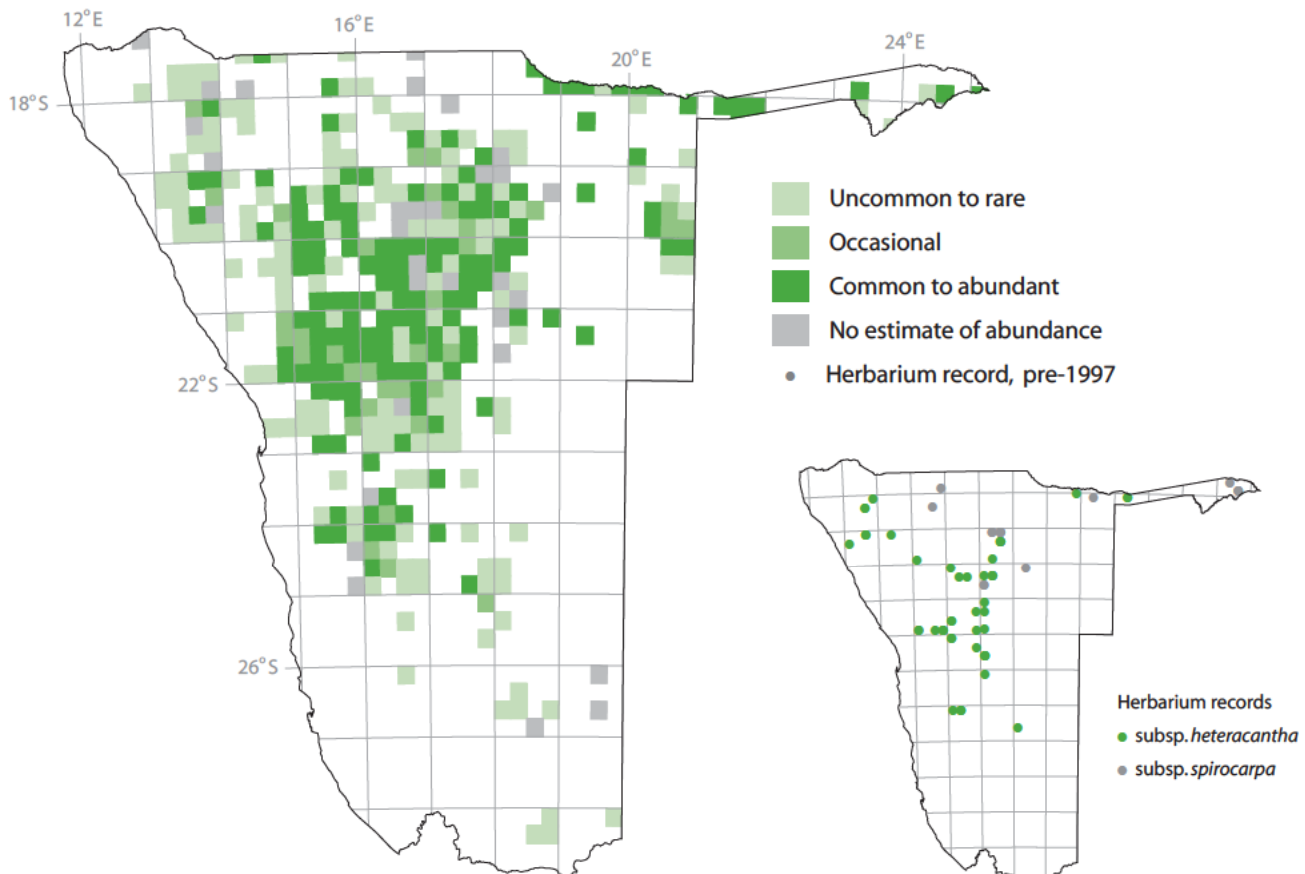 12°E
16°E
20°E
24°E
18°S
22°S
26°S
Uncommon to rare
Occasional
Common to abundant
No estimate of abundance
Herbarium record, pre-1997
Herbarium records
subsp. heteracantha
subsp. spirocarpa